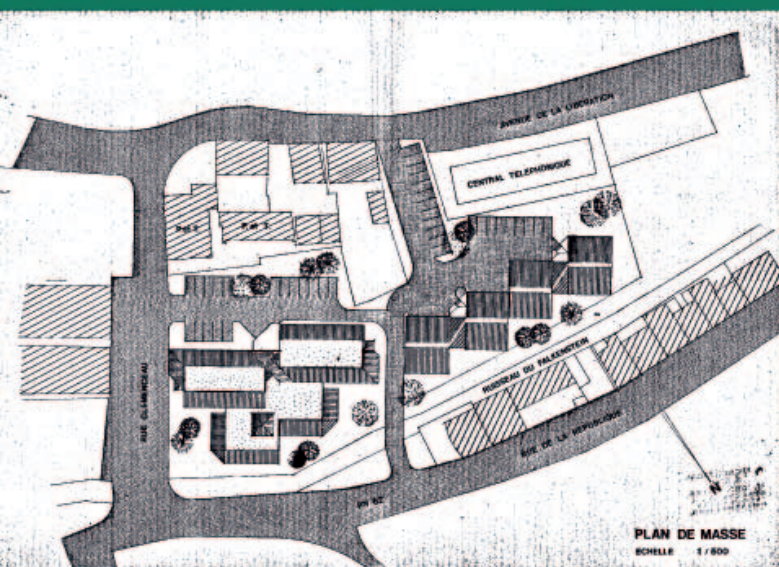 AVENUE DE LA LIBERATION
CENTRAL TELEPHONIQUE
RUE CLEMENCEAU
RUISSEAU DU FALKENSTEIN
RUE DE LA REPUBLIQUE
RN 62
N
PLAN DE MASSE
ECHELLE 1/500